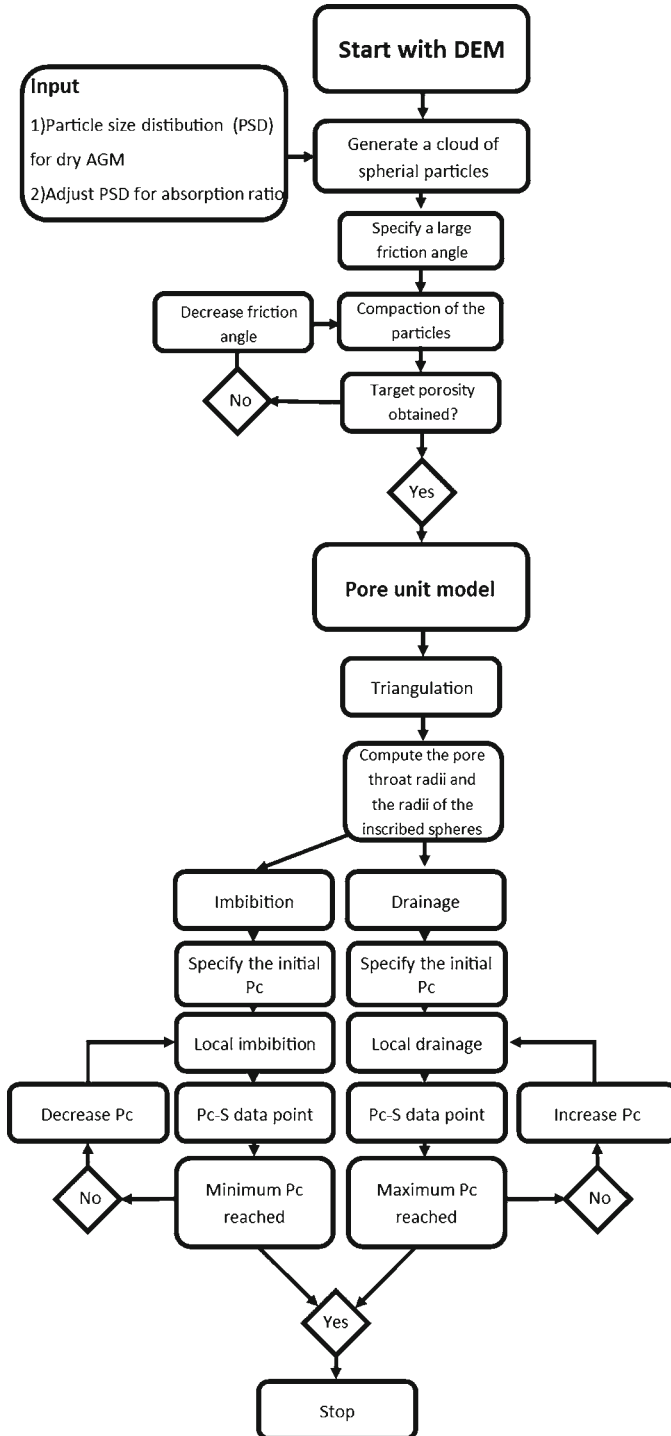 Start with DEM
Input
1)Particle size distibution (PSD)
for dry AGM
2)Adjust PSD for absorption ratio
Generate a cloud of
spherial particles
Specify a large
friction angle
Decrease friction
angle
Compaction of the
particles
No
Target porosity
obtained?
Yes
Pore unit model
Triangulation
Compute the pore
throat radii and
the radii of the
inscribed spheres
Imbibition
Drainage
Specify the initial
Pc
Specify the initial
Pc
Local imbibition
Local drainage
Decrease Pc
Pc-S data point
Pc-S data point
Increase Pc
No
Minimum Pc
reached
Maximum Pc
reached
No
Yes
Stop